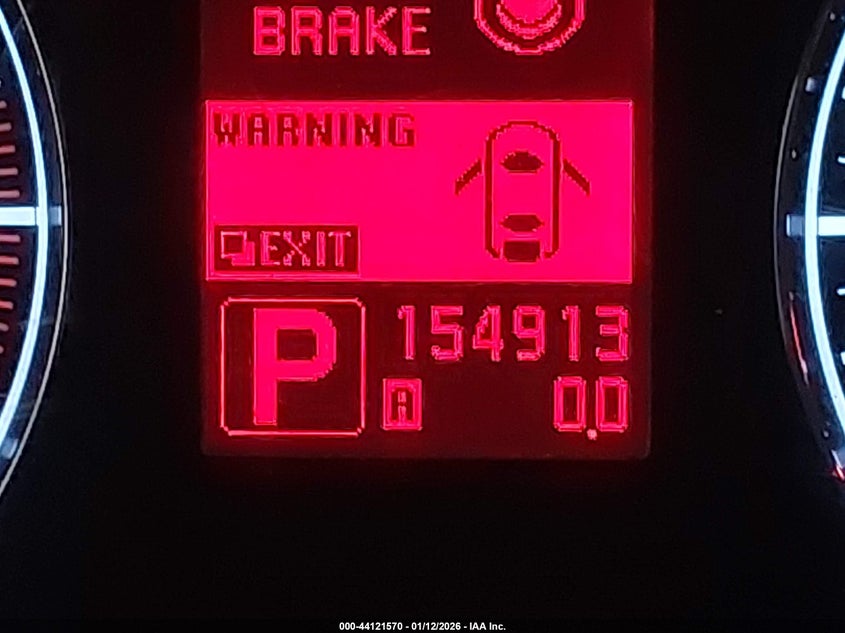 BRAKE
WARNING
EXIT
P
154913
A 0.0
000-44121570 - 01/12/2026 - IAA Inc.